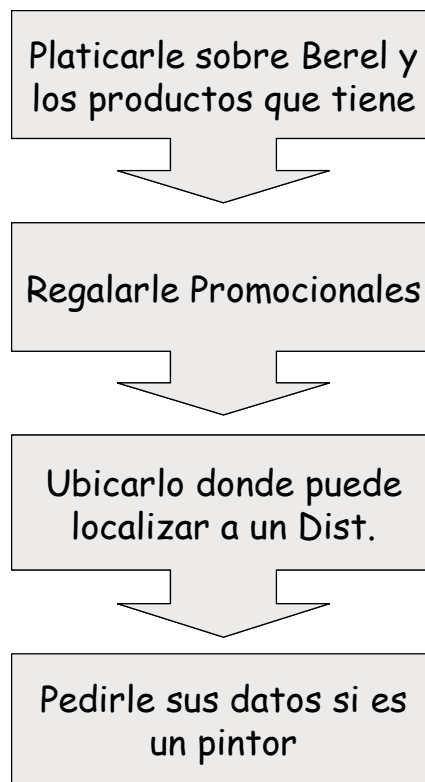 Platicarle sobre Berel y
los productos que tiene
Regalarle Promocionales
Ubicarlo donde puede
localizar a un Dist.
Pedirle sus datos si es
un pintor